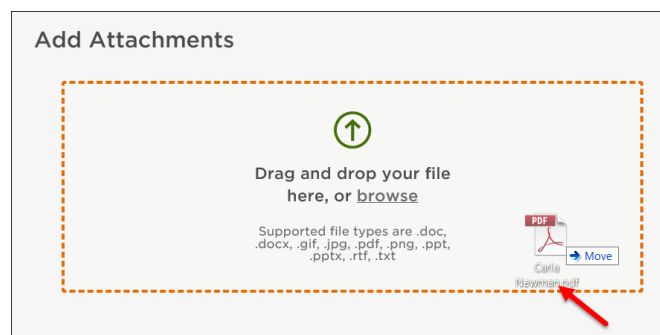 Add Attachments
Drag and drop your file
here, or browse
Supported file types are .doc,
.docx, .gif, .jpg, .pdf, .png, .ppt,
.pptx, .rtf, .txt
PDF
Move
Carla
Newman.pdf